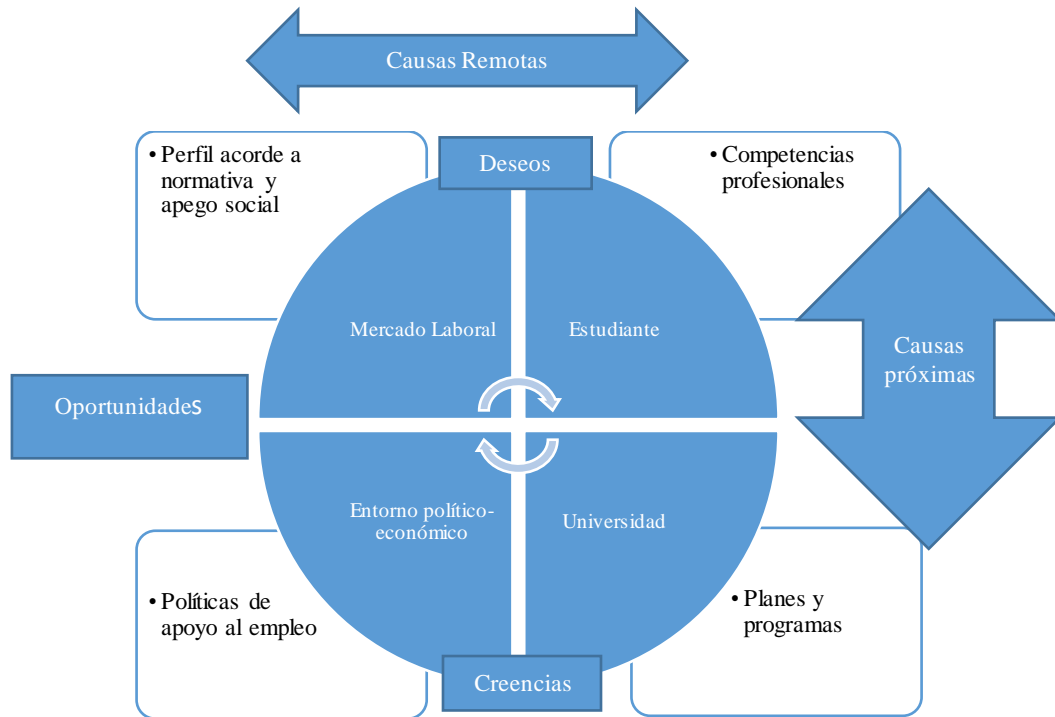 Causas Remotas
• Perfil acorde a
normativa y
apego social
Deseos
• Competencias
profesionales
Mercado Laboral
Estudiante
Causas
próximas
Oportunidades
Entorno político-
económico
Universidad
• Políticas de
apoyo al empleo
• Planes y
programas
Creencias